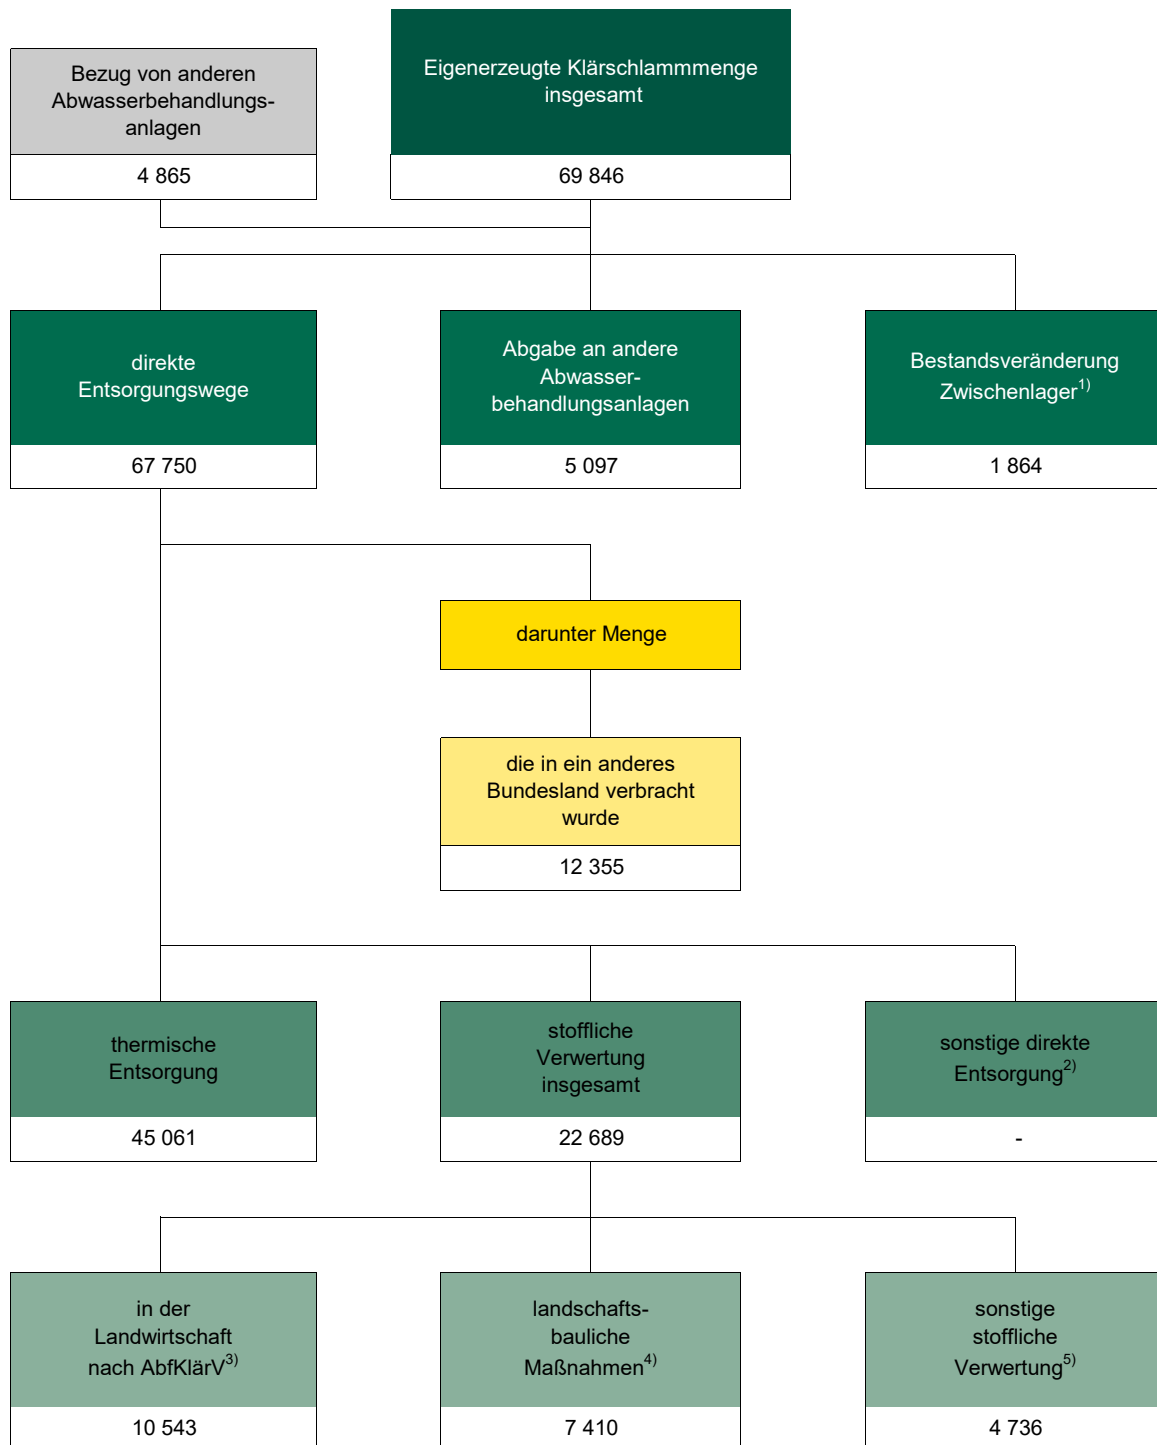 Bezug von anderen
Abwasserbehandlungs-
anlagen
4 865
Eigenerzeugte Klärschlammmenge
insgesamt
69 846
direkte
Entsorgungswege
67 750
Abgabe an andere
Abwasser-
behandlungsanlagen
5 097
Bestandsveränderung
Zwischenlager1)
1 864
darunter Menge
die in ein anderes
Bundesland verbracht
wurde
12 355
thermische
Entsorgung
45 061
stoffliche
Verwertung
insgesamt
22 689
sonstige direkte
Entsorgung2)
-
in der
Landwirtschaft
nach AbfKlärV3)
10 543
landschafts-
bauliche
Maßnahmen4)
7 410
sonstige
stoffliche
Verwertung5)
4 736